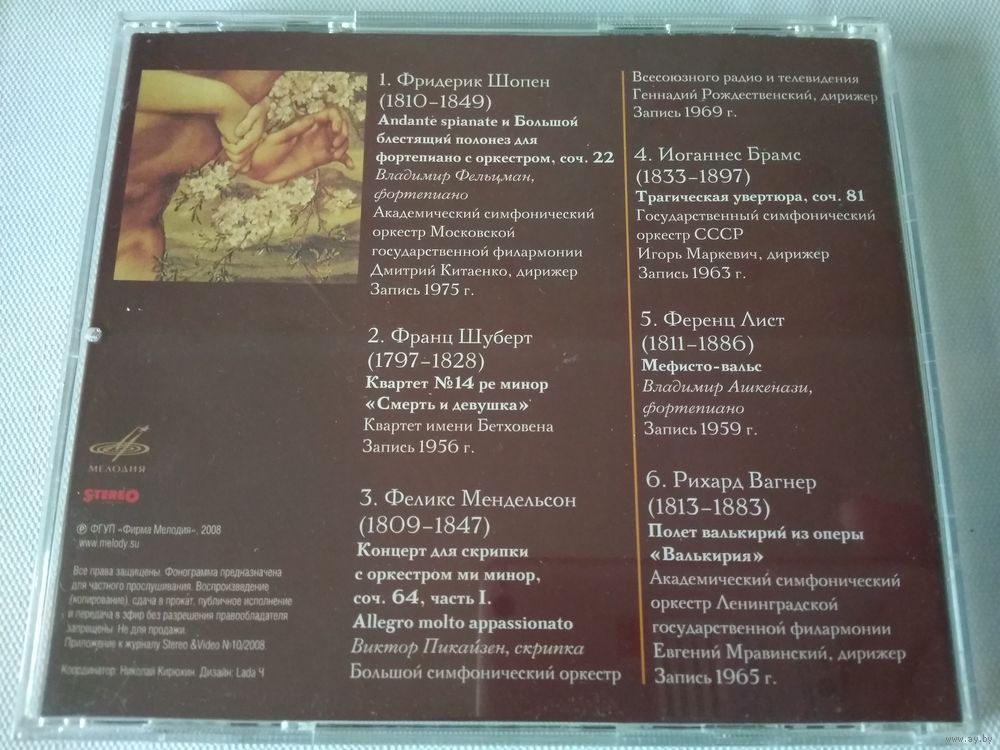 1. Фридерик Шопен
(1810–1849)
Andante spianate и Большой
блестящий полонез для
фортепиано с оркестром, соч. 22
Владимир Фельцман,
фортепиано
Академический симфонический
оркестр Московской
государственной филармонии
Дмитрий Китаенко, дирижер
Запись 1975 г.
2. Франц Шуберт
(1797–1828)
Квартет №14 ре минор
«Смерть и девушка»
Квартет имени Бетховена
Запись 1956 г.
3. Феликс Мендельсон
(1809–1847)
Концерт для скрипки
с оркестром ми минор,
соч. 64, часть I.
Allegro molto appassionato
Виктор Пикайзен, скрипка
Большой симфонический оркестр
Всесоюзного радио и телевидения
Геннадий Рождественский, дирижер
Запись 1969 г.
4. Иоганнес Брамс
(1833–1897)
Трагическая увертюра, соч. 81
Государственный симфонический
оркестр СССР
Игорь Маркевич, дирижер
Запись 1963 г.
5. Ференц Лист
(1811–1886)
Мефисто-вальс
Владимир Ашкенази,
фортепиано
Запись 1959 г.
6. Рихард Вагнер
(1813–1883)
Полет валькирий из оперы
«Валькирия»
Академический симфонический
оркестр Ленинградской
государственной филармонии
Евгений Мравинский, дирижер
Запись 1965 г.
МЕЛОДИЯ
STEREO
℗ ФГУП «Фирма Мелодия», 2008
www.melody.su
Все права защищены. Фонограмма предназначена
для частного прослушивания. Воспроизведение
(копирование), сдача в прокат, публичное исполнение
и передача в эфир без разрешения правообладателя
запрещены. Не для продажи.
Приложение к журналу Stereo &Video №10/2008
Координатор: Николай Кирюхин. Дизайн: Lada Ч
www.ay.by